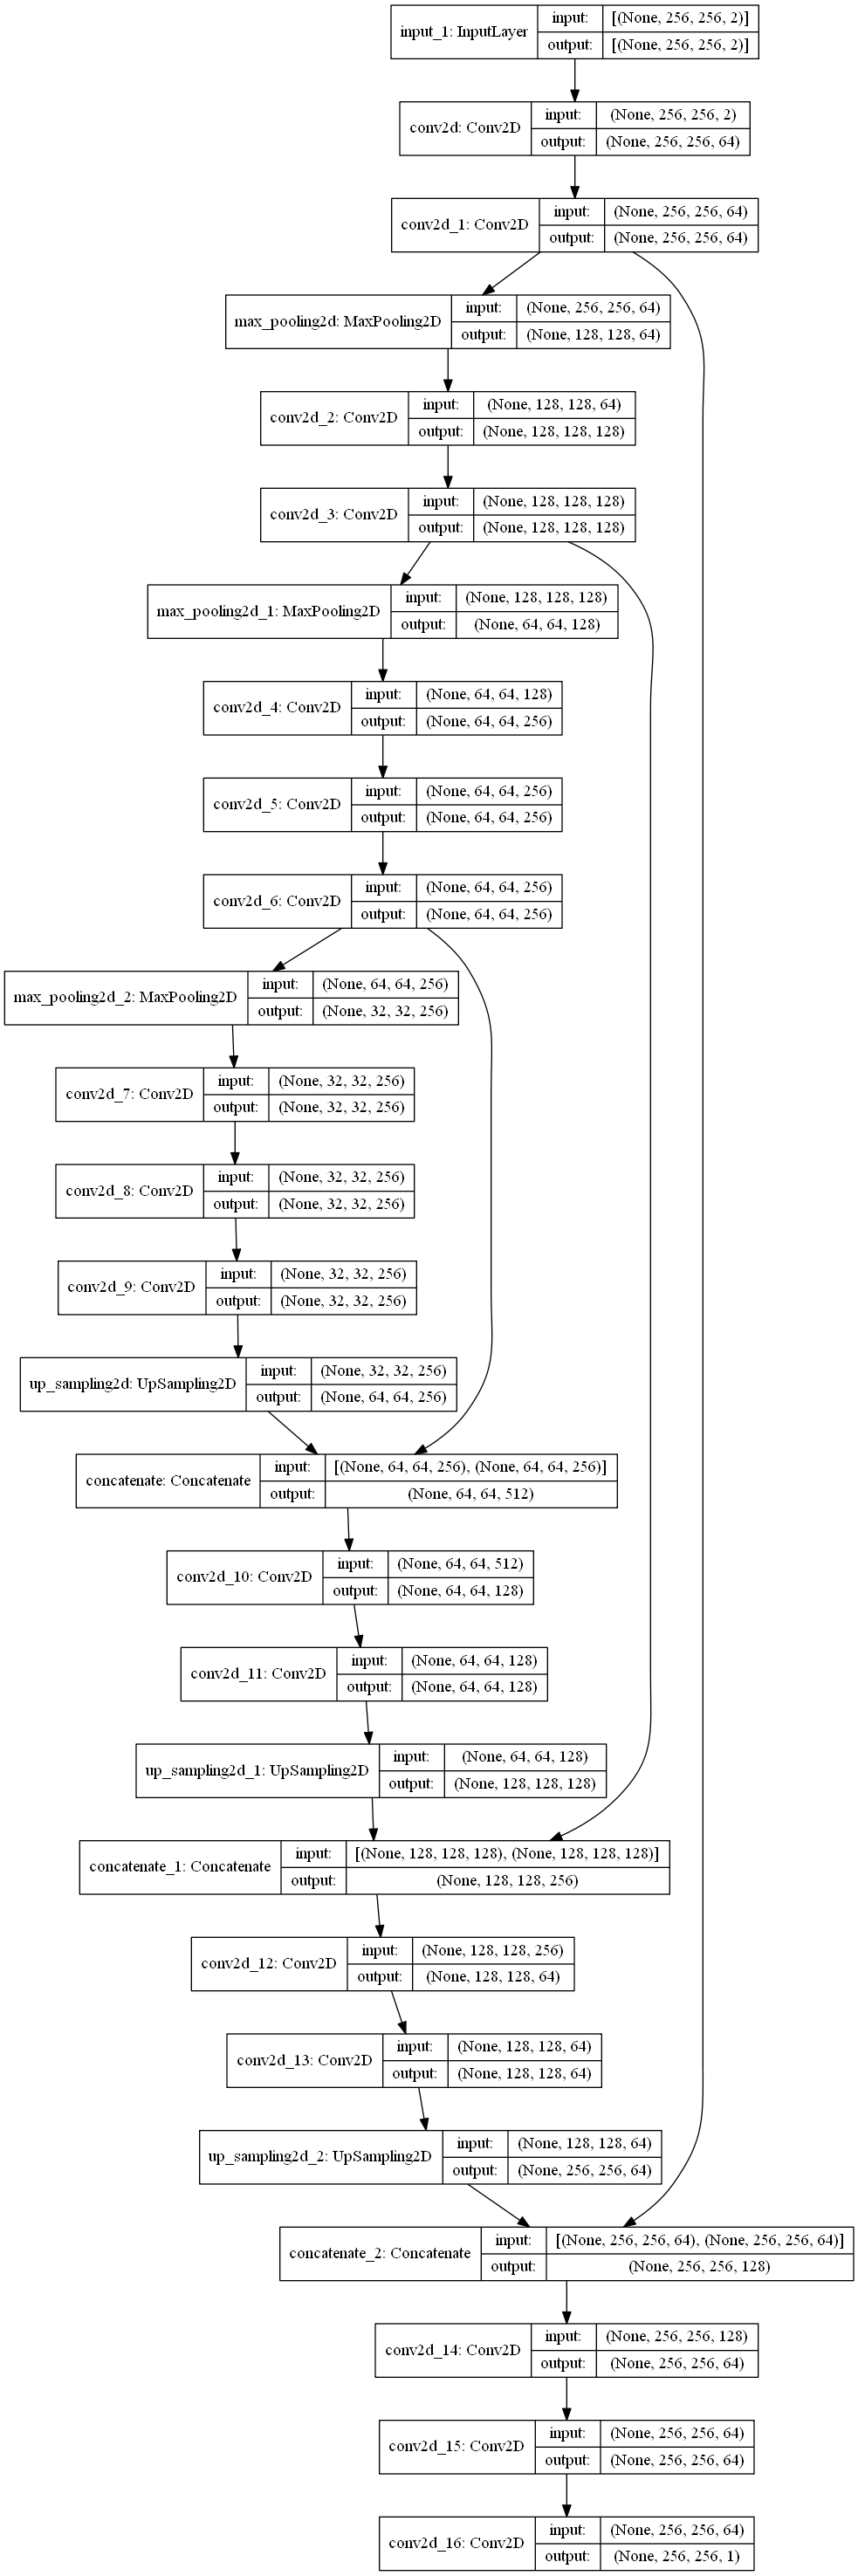 input_1: InputLayer
input: [(None, 256, 256, 2)]
output: [(None, 256, 256, 2)]
conv2d: Conv2D
input: (None, 256, 256, 2)
output: (None, 256, 256, 64)
conv2d_1: Conv2D
input: (None, 256, 256, 64)
output: (None, 256, 256, 64)
max_pooling2d: MaxPooling2D
input: (None, 256, 256, 64)
output: (None, 128, 128, 64)
conv2d_2: Conv2D
input: (None, 128, 128, 64)
output: (None, 128, 128, 128)
conv2d_3: Conv2D
input: (None, 128, 128, 128)
output: (None, 128, 128, 128)
max_pooling2d_1: MaxPooling2D
input: (None, 128, 128, 128)
output: (None, 64, 64, 128)
conv2d_4: Conv2D
input: (None, 64, 64, 128)
output: (None, 64, 64, 256)
conv2d_5: Conv2D
input: (None, 64, 64, 256)
output: (None, 64, 64, 256)
conv2d_6: Conv2D
input: (None, 64, 64, 256)
output: (None, 64, 64, 256)
max_pooling2d_2: MaxPooling2D
input: (None, 64, 64, 256)
output: (None, 32, 32, 256)
conv2d_7: Conv2D
input: (None, 32, 32, 256)
output: (None, 32, 32, 256)
conv2d_8: Conv2D
input: (None, 32, 32, 256)
output: (None, 32, 32, 256)
conv2d_9: Conv2D
input: (None, 32, 32, 256)
output: (None, 32, 32, 256)
up_sampling2d: UpSampling2D
input: (None, 32, 32, 256)
output: (None, 64, 64, 256)
concatenate: Concatenate
input: [(None, 64, 64, 256), (None, 64, 64, 256)]
output: (None, 64, 64, 512)
conv2d_10: Conv2D
input: (None, 64, 64, 512)
output: (None, 64, 64, 128)
conv2d_11: Conv2D
input: (None, 64, 64, 128)
output: (None, 64, 64, 128)
up_sampling2d_1: UpSampling2D
input: (None, 64, 64, 128)
output: (None, 128, 128, 128)
concatenate_1: Concatenate
input: [(None, 128, 128, 128), (None, 128, 128, 128)]
output: (None, 128, 128, 256)
conv2d_12: Conv2D
input: (None, 128, 128, 256)
output: (None, 128, 128, 64)
conv2d_13: Conv2D
input: (None, 128, 128, 64)
output: (None, 128, 128, 64)
up_sampling2d_2: UpSampling2D
input: (None, 128, 128, 64)
output: (None, 256, 256, 64)
concatenate_2: Concatenate
input: [(None, 256, 256, 64), (None, 256, 256, 64)]
output: (None, 256, 256, 128)
conv2d_14: Conv2D
input: (None, 256, 256, 128)
output: (None, 256, 256, 64)
conv2d_15: Conv2D
input: (None, 256, 256, 64)
output: (None, 256, 256, 64)
conv2d_16: Conv2D
input: (None, 256, 256, 64)
output: (None, 256, 256, 1)